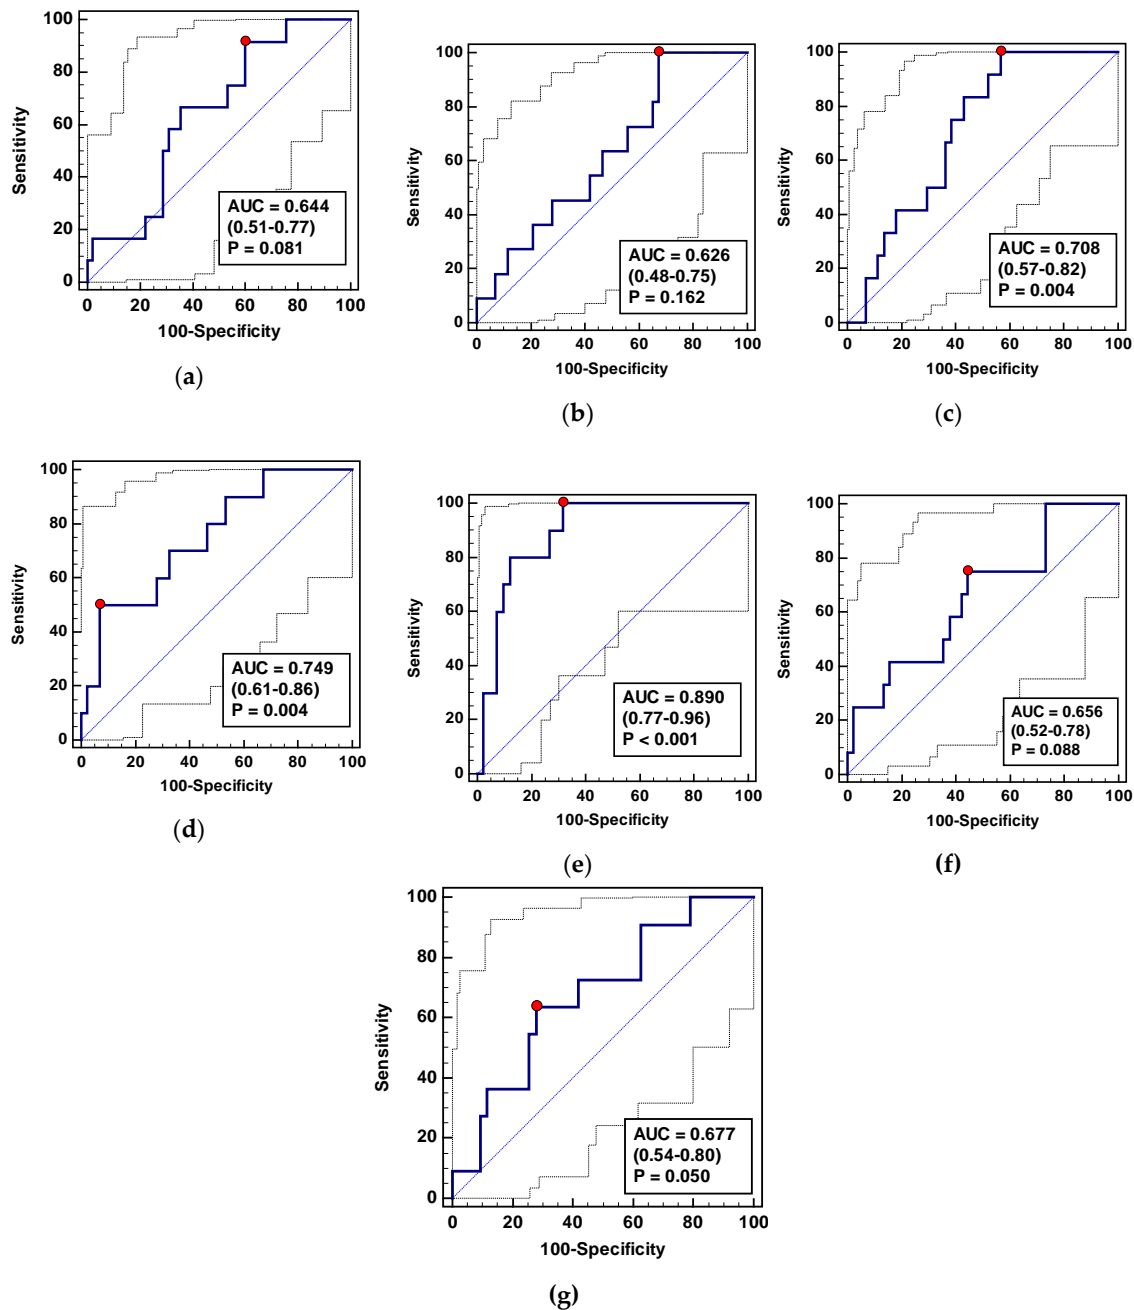 100
80
60
40
20
0
Sensitivity
AUC = 0.644
(0.51-0.77)
P = 0.081
0 20 40 60 80 100
100-Specificity
(a)
100
80
60
40
20
0
Sensitivity
AUC = 0.626
(0.48-0.75)
P = 0.162
0 20 40 60 80 100
100-Specificity
(b)
100
80
60
40
20
0
Sensitivity
AUC = 0.708
(0.57-0.82)
P = 0.004
0 20 40 60 80 100
100-Specificity
(c)
100
80
60
40
20
0
Sensitivity
AUC = 0.749
(0.61-0.86)
P = 0.004
0 20 40 60 80 100
100-Specificity
(d)
100
80
60
40
20
0
Sensitivity
AUC = 0.890
(0.77-0.96)
P < 0.001
0 20 40 60 80 100
100-Specificity
(e)
100
80
60
40
20
0
Sensitivity
AUC = 0.656
(0.52-0.78)
P = 0.088
0 20 40 60 80 100
100-Specificity
(f)
100
80
60
40
20
0
Sensitivity
AUC = 0.677
(0.54-0.80)
P = 0.050
0 20 40 60 80 100
100-Specificity
(g)